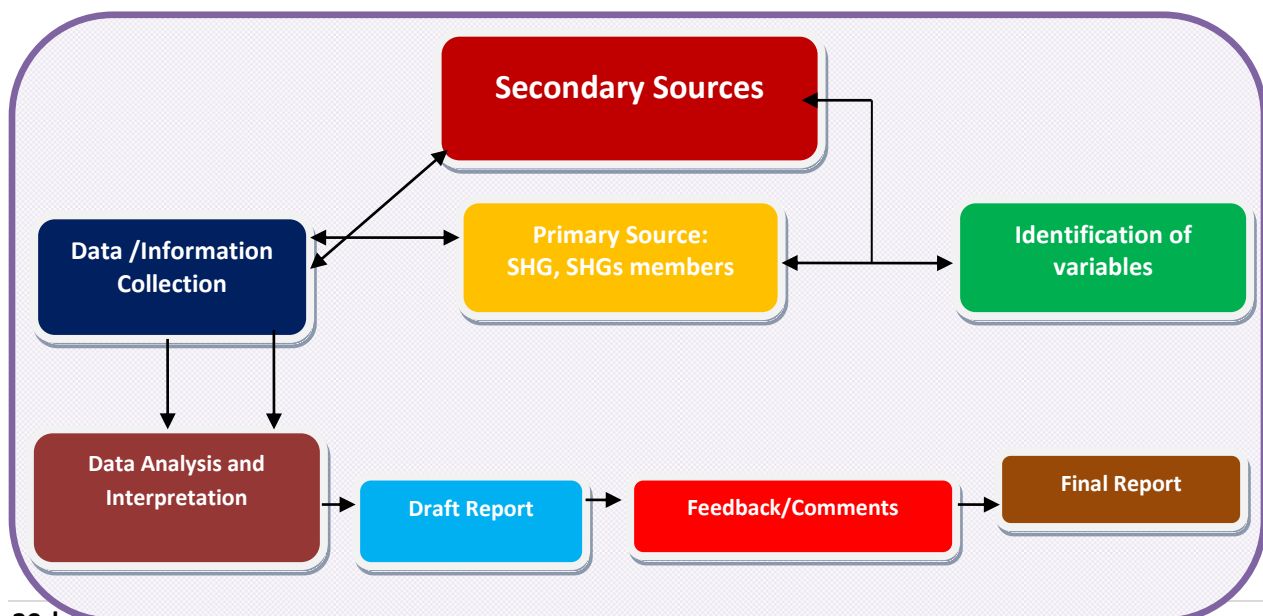 Secondary Sources
Data /Information
Collection
Primary Source:
SHG, SHGs members
Identification of
variables
Data Analysis and
Interpretation
Draft Report
Feedback/Comments
Final Report